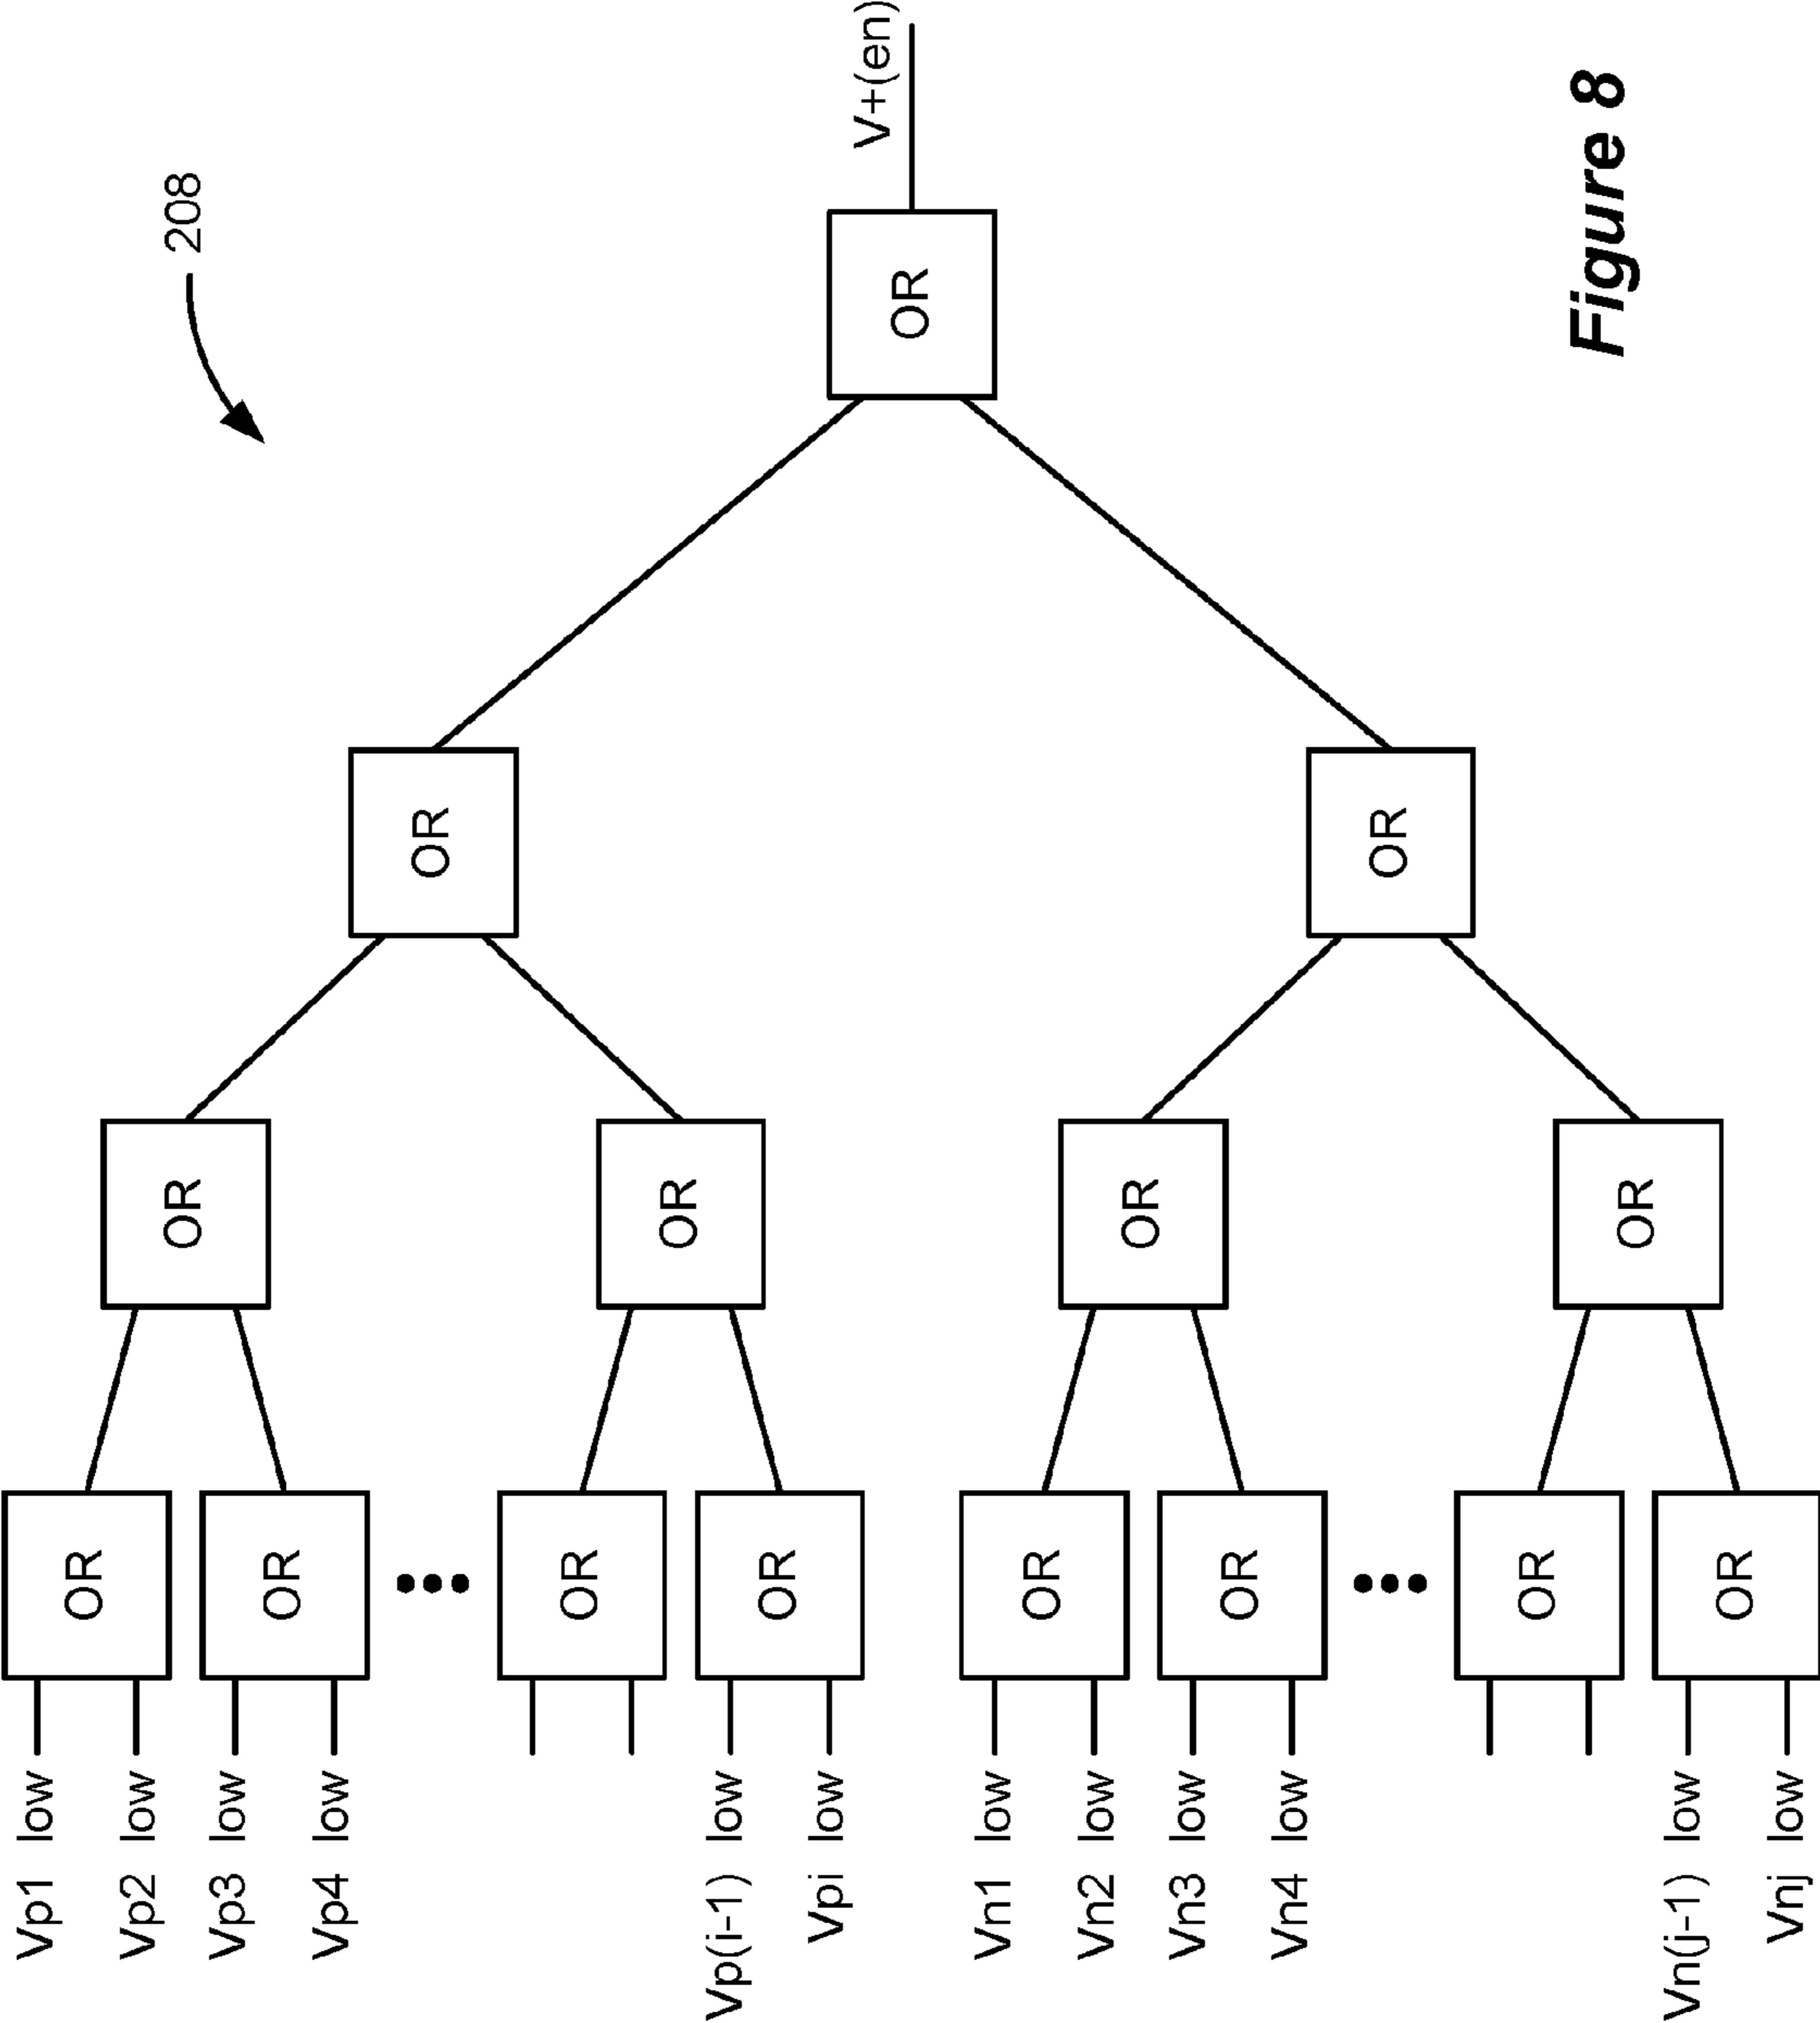 Vp1 low
OR
Vp2 low
OR
208
Vp3 low
OR
Vp4 low
OR
OR
OR
Vp(i-1) low
OR
Vpi low
V+(en)
OR
Vn1 low
OR
Vn2 low
OR
Vn3 low
OR
Vn4 low
OR
OR
Figure 8
OR
Vn(j-1) low
OR
Vnj low